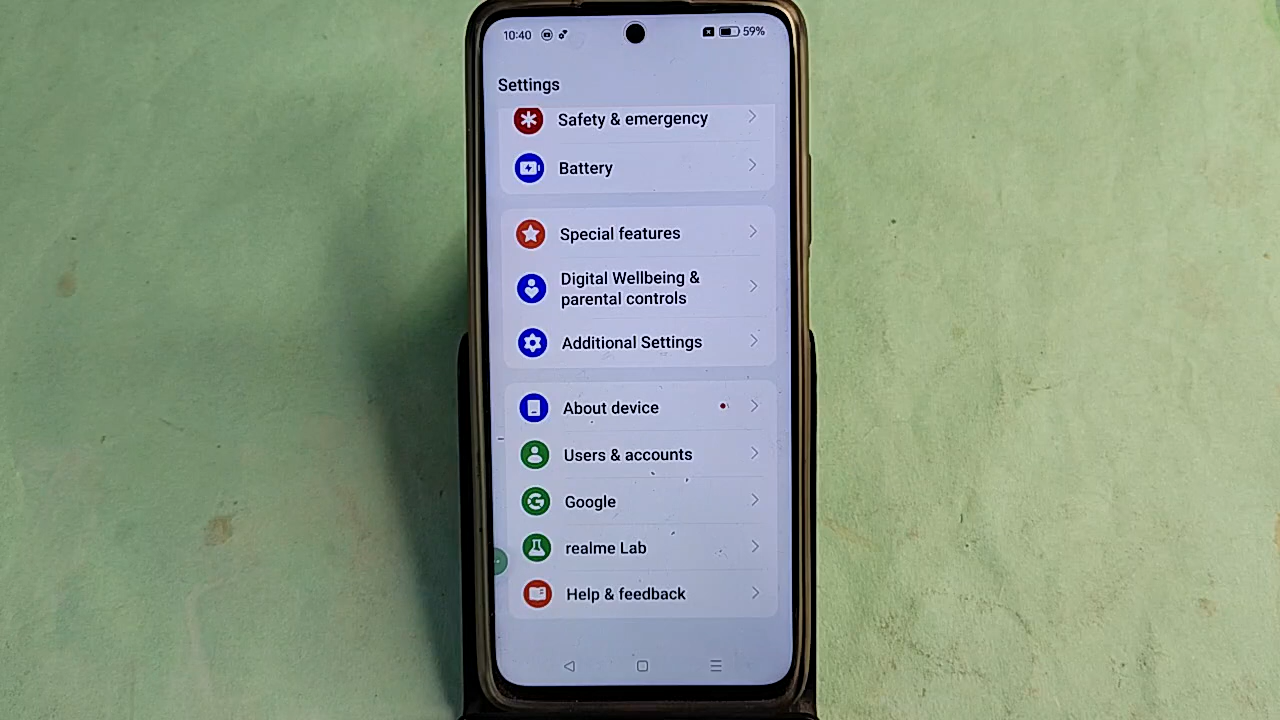 10:40
59%
Settings
Safety & emergency
Battery
Special features
Digital Wellbeing &
parental controls
Additional Settings
About device
Users & accounts
Google
realme Lab
Help & feedback